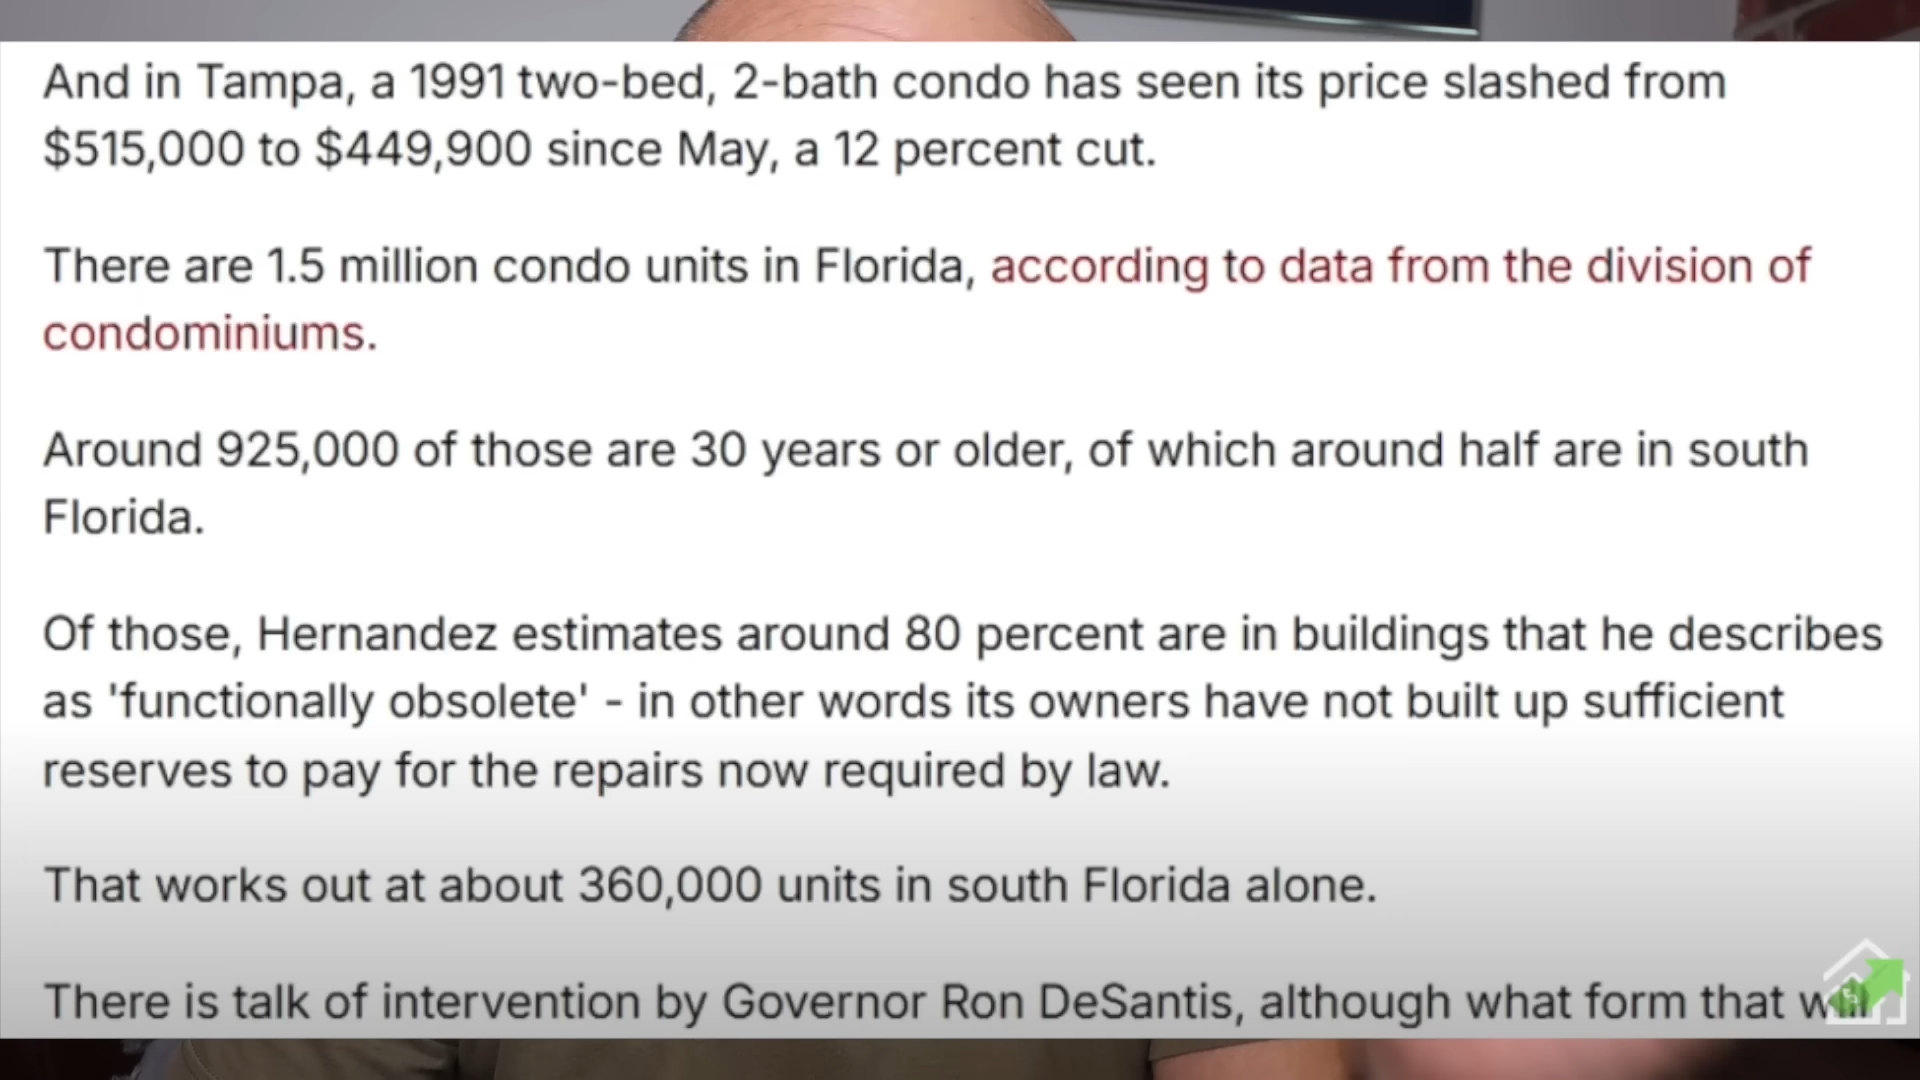 And in Tampa, a 1991 two-bed, 2-bath condo has seen its price slashed from
$515,000 to $449,900 since May, a 12 percent cut.
There are 1.5 million condo units in Florida, according to data from the division of
condominiums.
Around 925,000 of those are 30 years or older, of which around half are in south
Florida.
Of those, Hernandez estimates around 80 percent are in buildings that he describes
as 'functionally obsolete' - in other words its owners have not built up sufficient
reserves to pay for the repairs now required by law.
That works out at about 360,000 units in south Florida alone.
There is talk of intervention by Governor Ron DeSantis, although what form that will